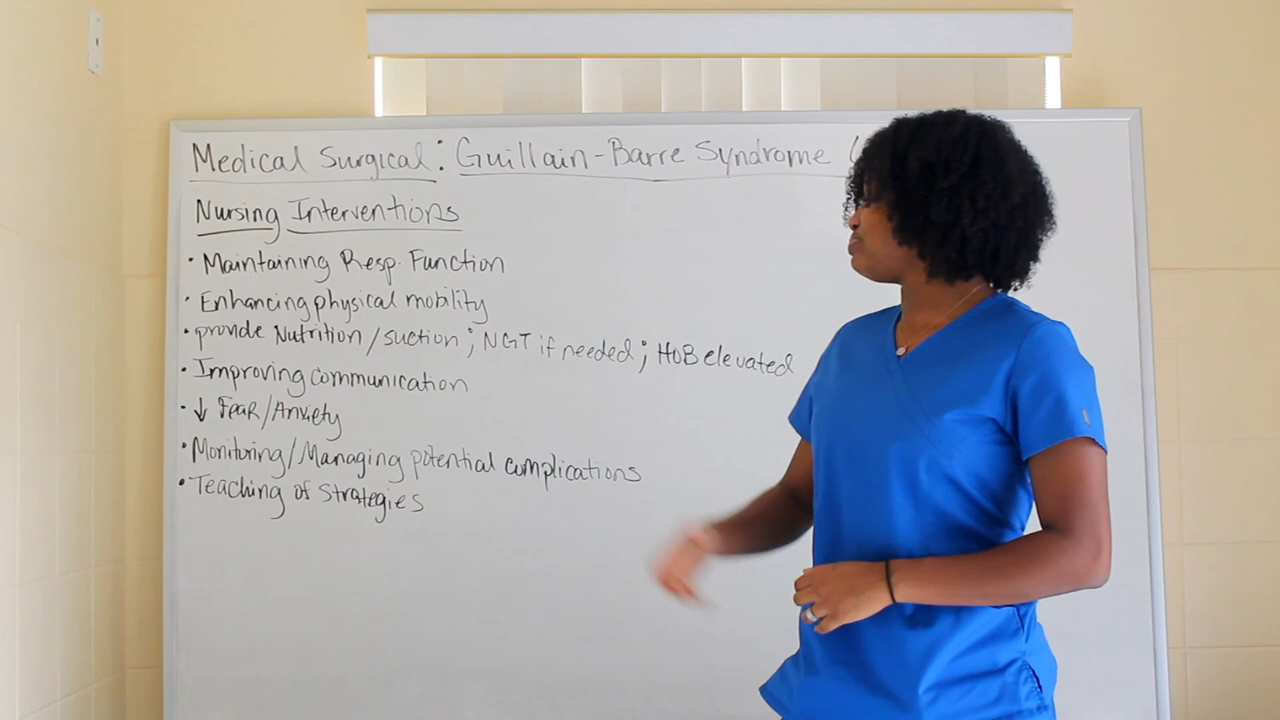 Medical Surgical: Guillain-Barre Syndrome (
Nursing Interventions
• Maintaining Resp. Function
• Enhancing physical mobility
• provide Nutrition/suction; NGT if needed; HOB elevated
• Improving communication
• ↓ Fear/Anxiety
• Monitoring/Managing potential complications
• Teaching of strategies